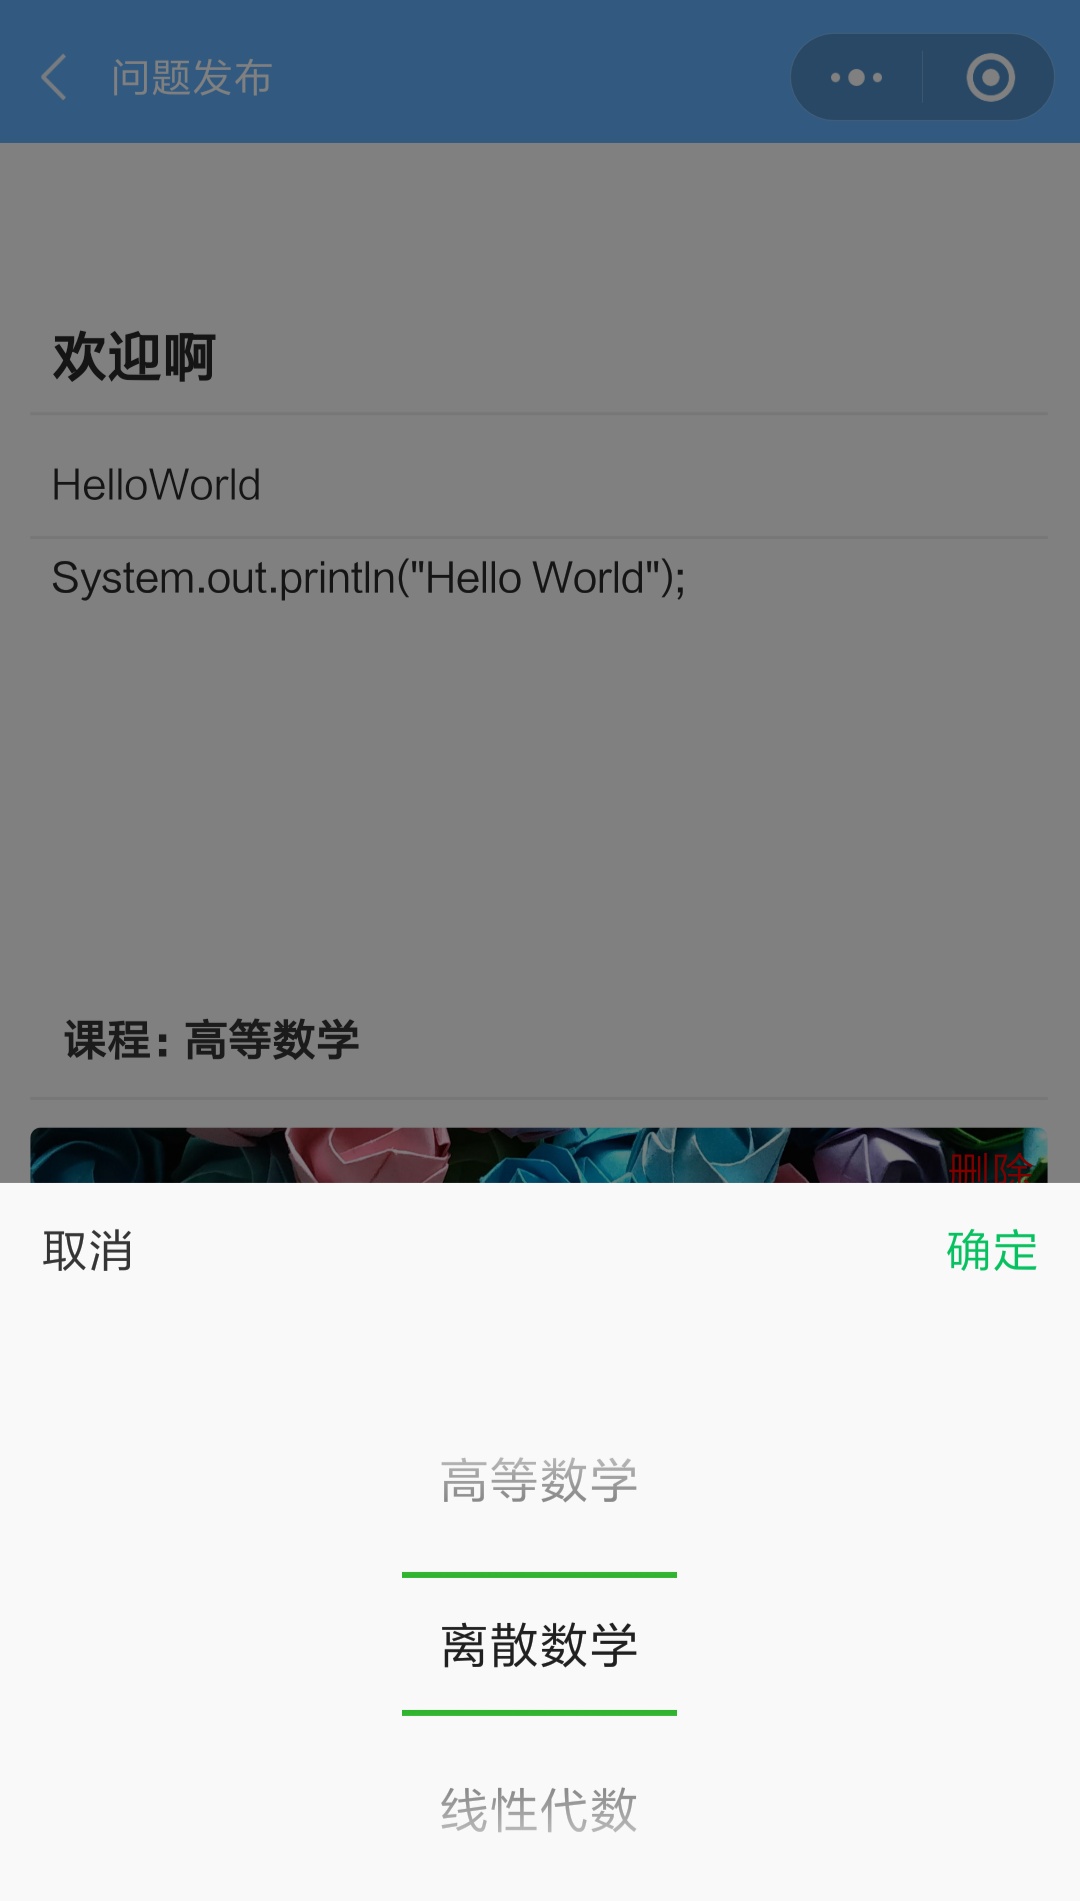 问题发布
欢迎啊
HelloWorld
System.out.println("Hello World");
课程：高等数学
删除
取消
确定
高等数学
离散数学
线性代数